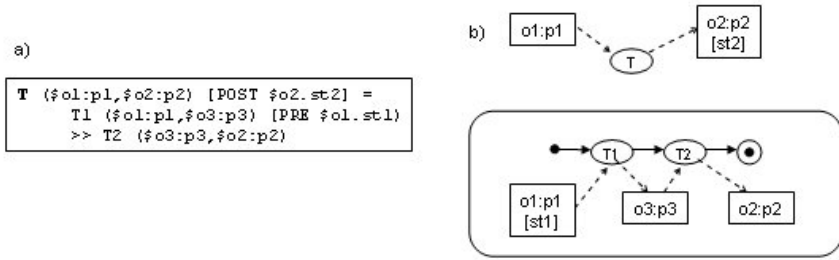 a)
T ($o1:p1,$o2:p2) [POST $o2.st2] =
T1 ($o1:p1,$o3:p3) [PRE $o1.st1)
>> T2 ($o3:p3,$o2:p2)
b)
o1:p1
o2:p2
[st2]
T
T1
T2
o1:p1
[st1]
o3:p3
o2:p2